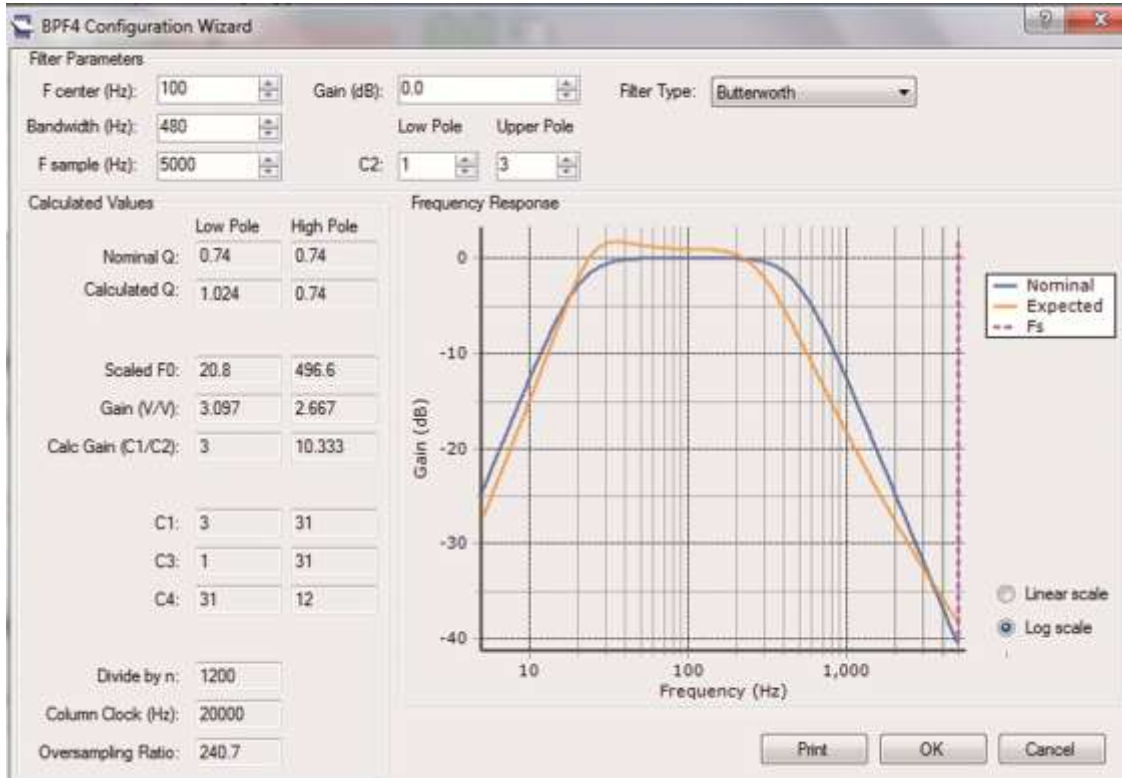 BPF4 Configuration Wizard
Filter Parameters
F center (Hz): 100 Gain (dB): 0.0 Filter Type: Butterworth
Bandwidth (Hz): 480 Low Pole Upper Pole
F sample (Hz): 5000 C2: 1 3
Calculated Values
Low Pole High Pole
Nominal Q: 0.74 0.74
Calculated Q: 1.024 0.74
Scaled F0: 20.8 496.6
Gain (V/V): 3.097 2.667
Calc Gain (C1/C2): 3 10.333
C1: 3 31
C3: 1 31
C4: 31 12
Divide by n: 1200
Column Clock (Hz): 20000
Oversampling Ratio: 240.7
Frequency Response
0
-10
-20
-30
-40
Gain (dB)
10 100 1,000
Frequency (Hz)
Nominal
Expected
Fs
Linear scale
Log scale
Print OK Cancel